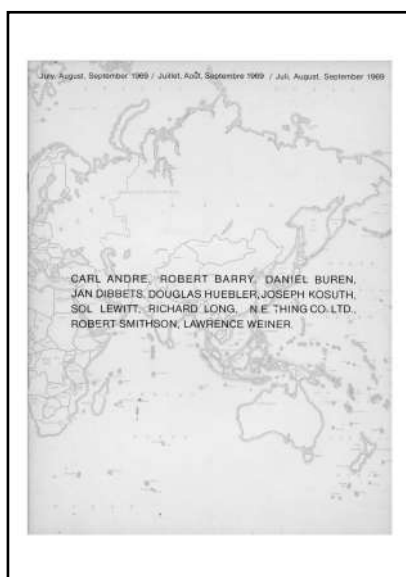 July, August, September 1969 / Juillet, Août, Septembre 1969 / Juli, August, September 1969
CARL ANDRE, ROBERT BARRY, DANIEL BUREN,
JAN DIBBETS, DOUGLAS HUEBLER, JOSEPH KOSUTH,
SOL LEWITT, RICHARD LONG, N.E. THING CO. LTD.,
ROBERT SMITHSON, LAWRENCE WEINER.